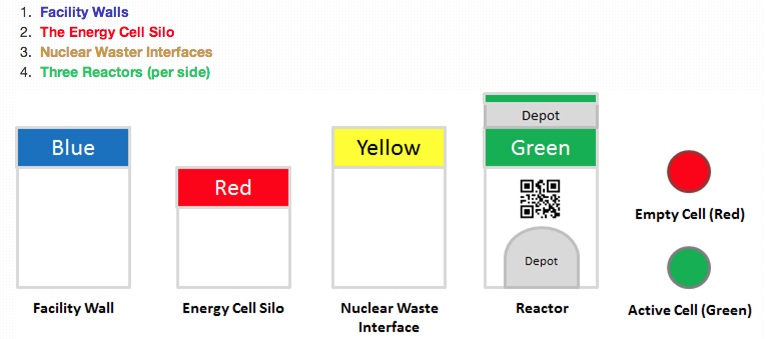 1. Facility Walls
2. The Energy Cell Silo
3. Nuclear Waster Interfaces
4. Three Reactors (per side)
Depot
Blue
Yellow
Green
Red
Depot
Empty Cell (Red)
Active Cell (Green)
Facility Wall
Energy Cell Silo
Nuclear Waste
Interface
Reactor